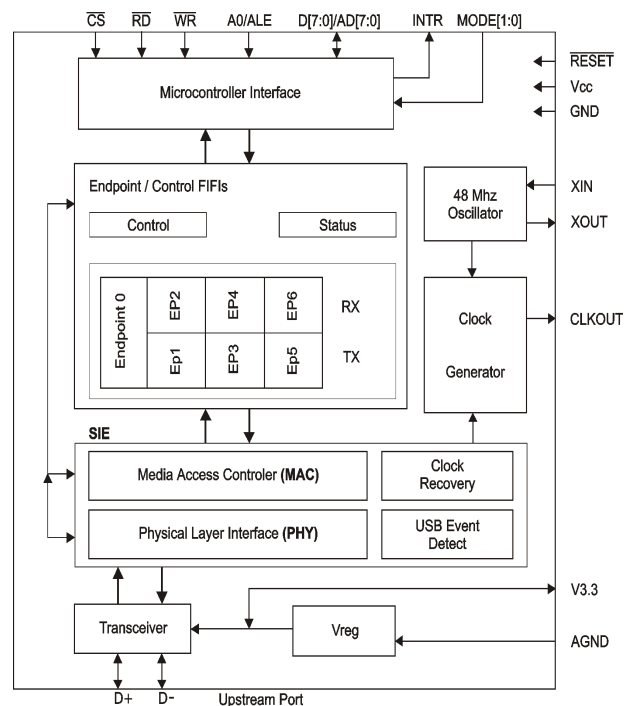 CS RD WR A0/ALE D[7:0]/AD[7:0] INTR MODE[1:0]
RESET
Vcc
GND
Microcontroller Interface
Endpoint / Control FIFIs
Control
Status
48 Mhz
Oscillator
XIN
XOUT
Endpoint 0
EP2
EP4
EP6
RX
Ep1
EP3
Ep5
TX
Clock
Generator
CLKOUT
SIE
Media Access Controler (MAC)
Clock
Recovery
Physical Layer Interface (PHY)
USB Event
Detect
Transceiver
Vreg
V3.3
AGND
D+ D- Upstream Port